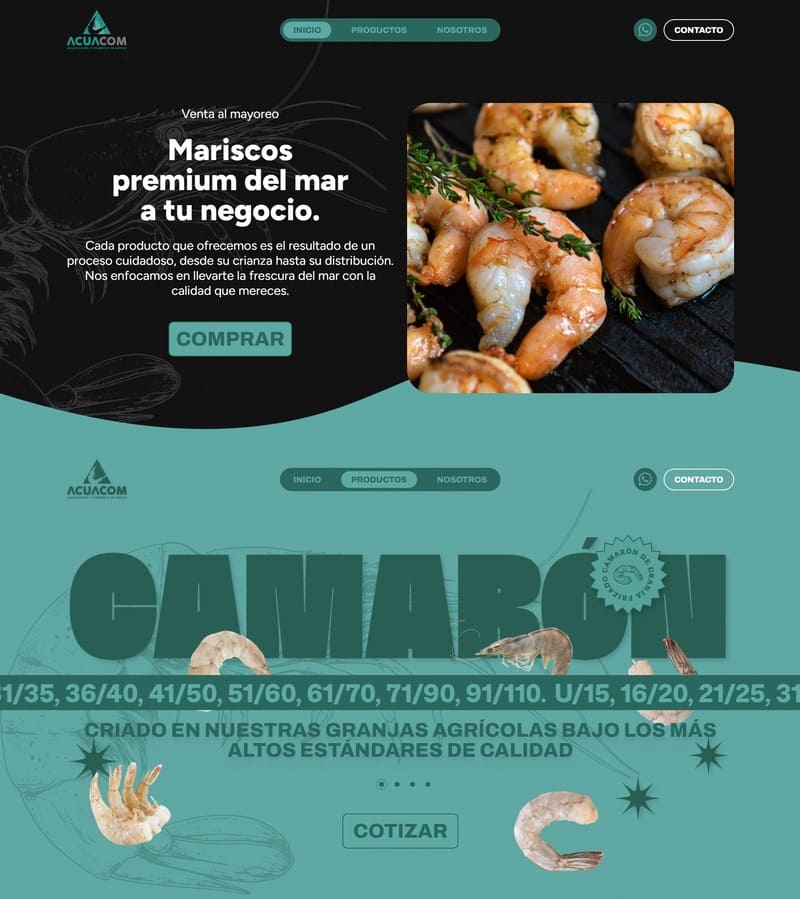 ACUACOM
INICIO
PRODUCTOS
NOSOTROS
CONTACTO
Venta al mayoreo
Mariscos
premium del mar
a tu negocio.
Cada producto que ofrecemos es el resultado de un
proceso cuidadoso, desde su crianza hasta su distribución.
Nos enfocamos en llevarte la frescura del mar con la
calidad que mereces.
COMPRAR
ACUACOM
INICIO
PRODUCTOS
NOSOTROS
CONTACTO
CAMARÓN
CAMARÓN DE GRANJA FRIZADO
31/35, 36/40, 41/50, 51/60, 61/70, 71/90, 91/110. U/15, 16/20, 21/25, 31
CRIADO EN NUESTRAS GRANJAS AGRÍCOLAS BAJO LOS MÁS
ALTOS ESTÁNDARES DE CALIDAD
COTIZAR